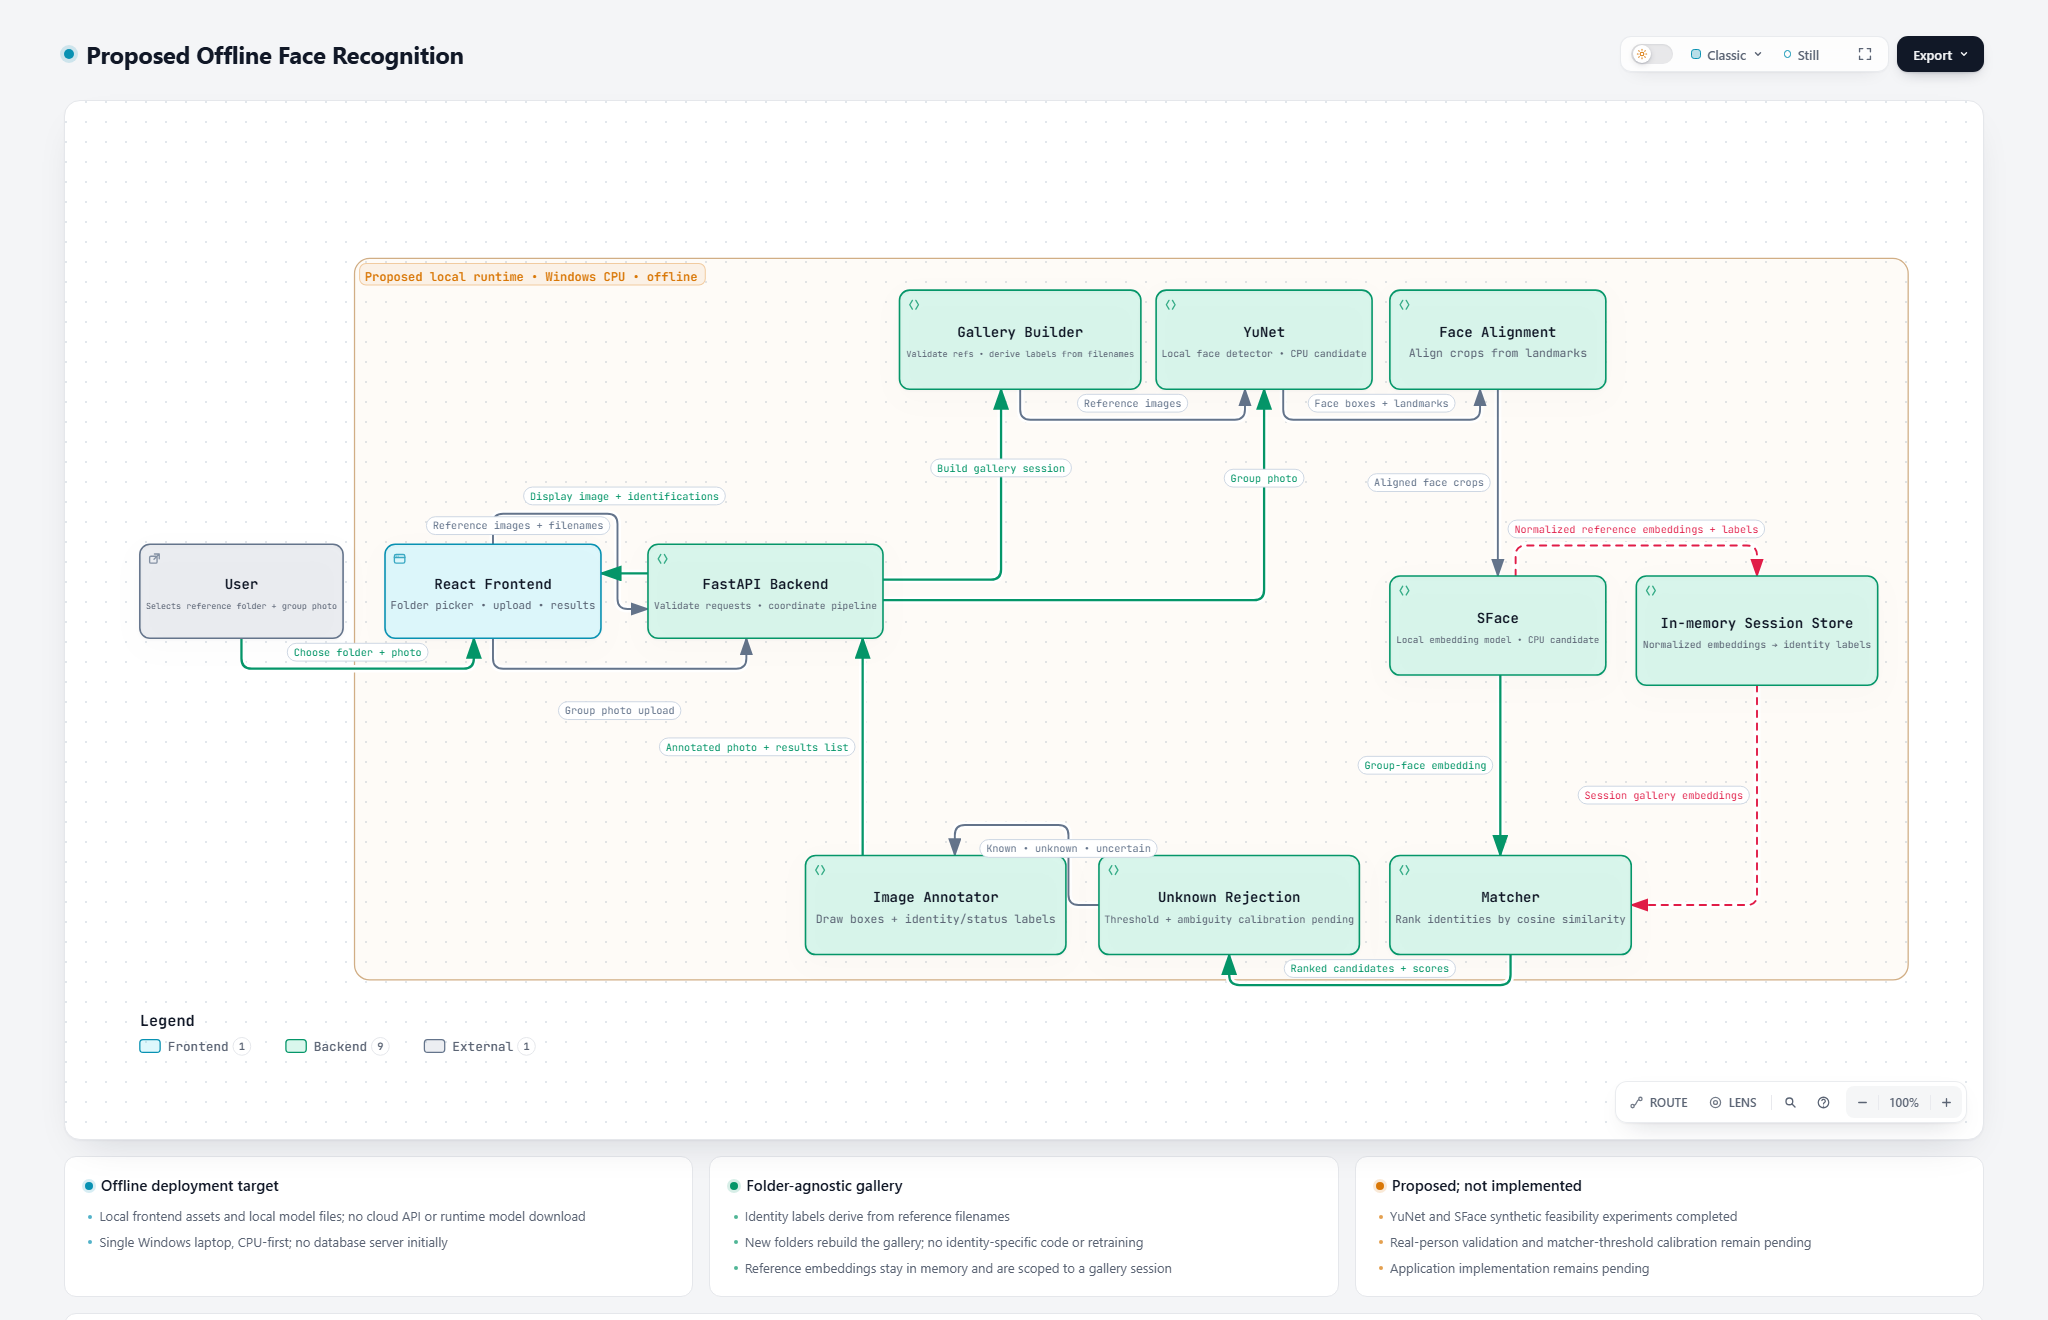 Proposed Offline Face Recognition
Classic
Still
Export
Proposed local runtime • Windows CPU • offline
Gallery Builder
Validate refs • derive labels from filenames
YuNet
Local face detector • CPU candidate
Face Alignment
Align crops from landmarks
Reference images
Face boxes + landmarks
Build gallery session
Group photo
Aligned face crops
Display image + identifications
Reference images + filenames
Normalized reference embeddings + labels
User
Selects reference folder + group photo
React Frontend
Folder picker • upload • results
FastAPI Backend
Validate requests • coordinate pipeline
SFace
Local embedding model • CPU candidate
In-memory Session Store
Normalized embeddings → identity labels
Choose folder + photo
Group photo upload
Annotated photo + results list
Group-face embedding
Session gallery embeddings
Known • unknown • uncertain
Image Annotator
Draw boxes + identity/status labels
Unknown Rejection
Threshold + ambiguity calibration pending
Matcher
Rank identities by cosine similarity
Ranked candidates + scores
Legend
Frontend 1
Backend 9
External 1
ROUTE
LENS
100%
Offline deployment target
• Local frontend assets and local model files; no cloud API or runtime model download
• Single Windows laptop, CPU-first; no database server initially
Folder-agnostic gallery
• Identity labels derive from reference filenames
• New folders rebuild the gallery; no identity-specific code or retraining
• Reference embeddings stay in memory and are scoped to a gallery session
Proposed; not implemented
• YuNet and SFace synthetic feasibility experiments completed
• Real-person validation and matcher-threshold calibration remain pending
• Application implementation remains pending